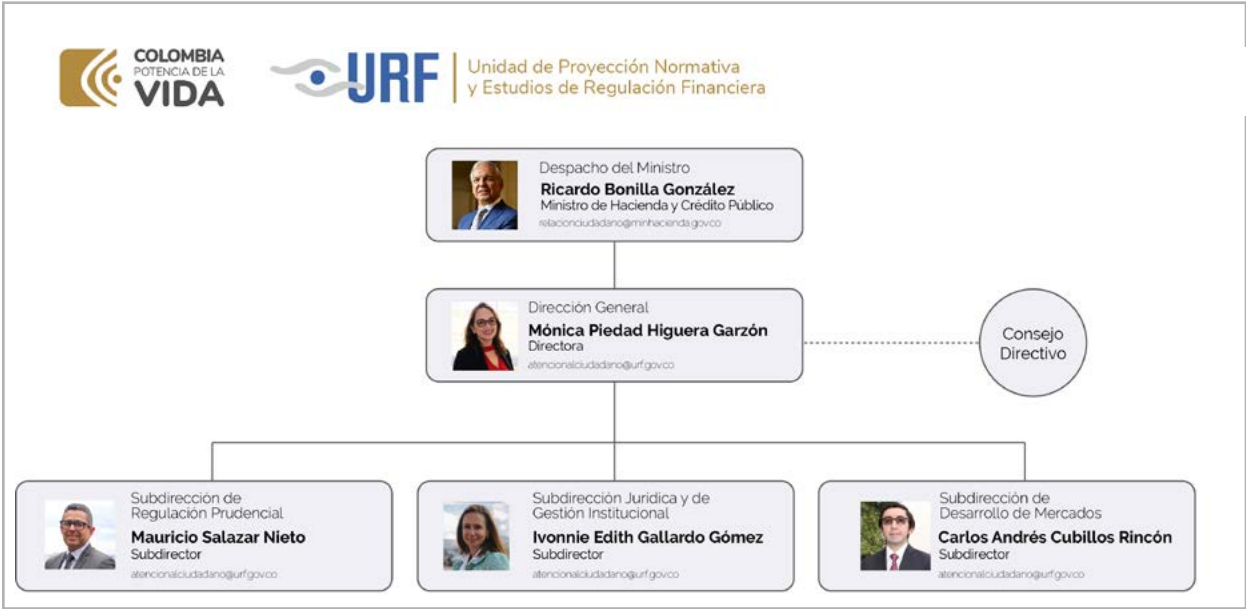 COLOMBIA
POTENCIA DE LA
VIDA
URF
Unidad de Proyección Normativa
y Estudios de Regulación Financiera
Despacho del Ministro
Ricardo Bonilla González
Ministro de Hacienda y Crédito Público
relacionciudadano@minhacienda.gov.co
Dirección General
Mónica Piedad Higuera Garzón
Directora
atencionalciudadano@urf.gov.co
Consejo
Directivo
Subdirección de
Regulación Prudencial
Mauricio Salazar Nieto
Subdirector
atencionalciudadano@urf.gov.co
Subdirección Jurídica y de
Gestión Institucional
Ivonnie Edith Gallardo Gómez
Subdirector
atencionalciudadano@urf.gov.co
Subdirección de
Desarrollo de Mercados
Carlos Andrés Cubillos Rincón
Subdirector
atencionalciudadano@urf.gov.co